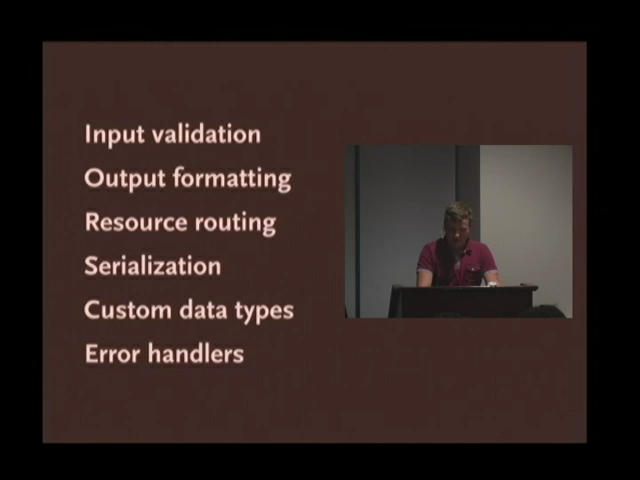 Input validation
Output formatting
Resource routing
Serialization
Custom data types
Error handlers